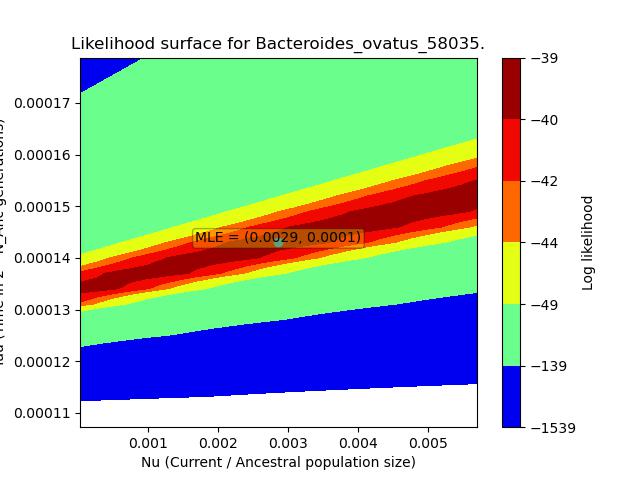 Likelihood surface for Bacteroides_ovatus_58035.
0.00017
0.00016
0.00015
0.00014
0.00013
0.00012
0.00011
MLE = (0.0029, 0.0001)
0.001 0.002 0.003 0.004 0.005
Nu (Current / Ancestral population size)
−39
−40
−42
−44
−49
−139
−1539
Log likelihood